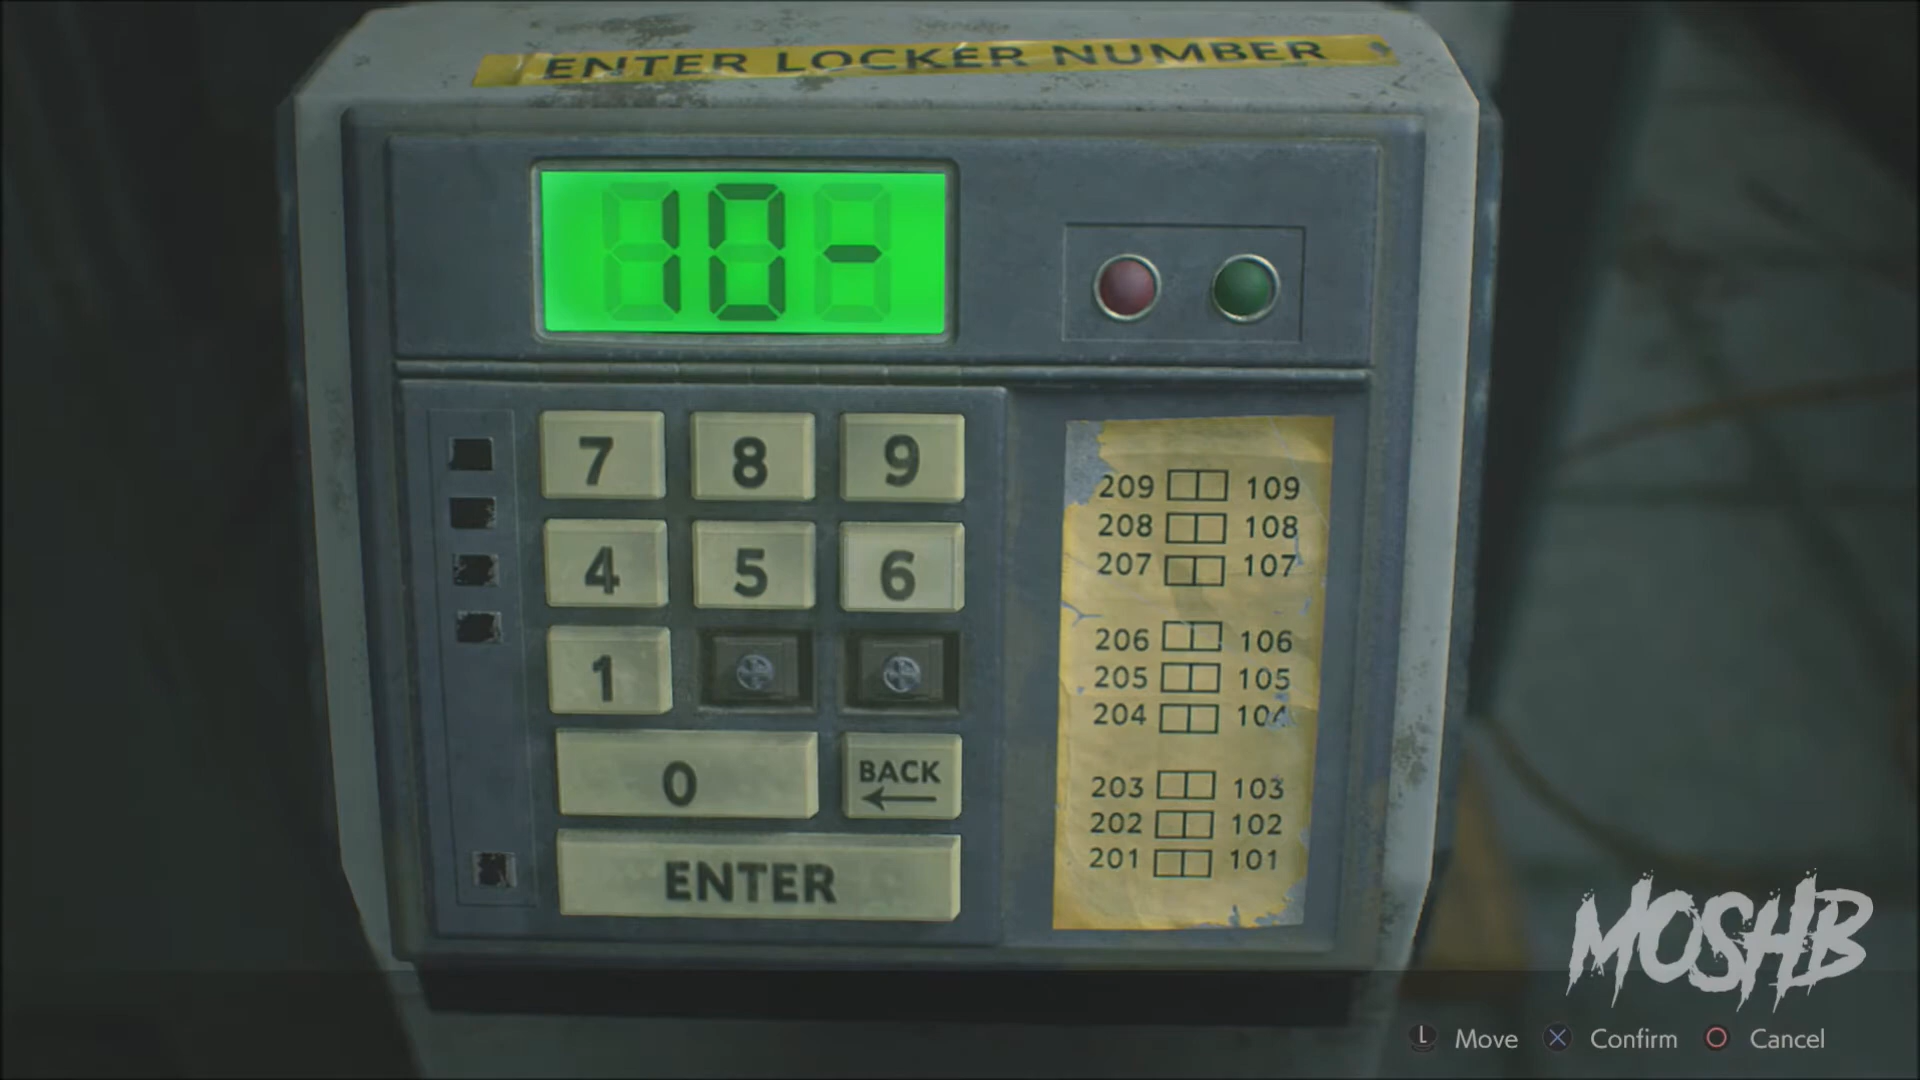 ENTER LOCKER NUMBER
10-
7 8 9
4 5 6
1
0 BACK
ENTER
209 109
208 108
207 107
206 106
205 105
204 104
203 103
202 102
201 101
MOSHB
L Move Confirm Cancel